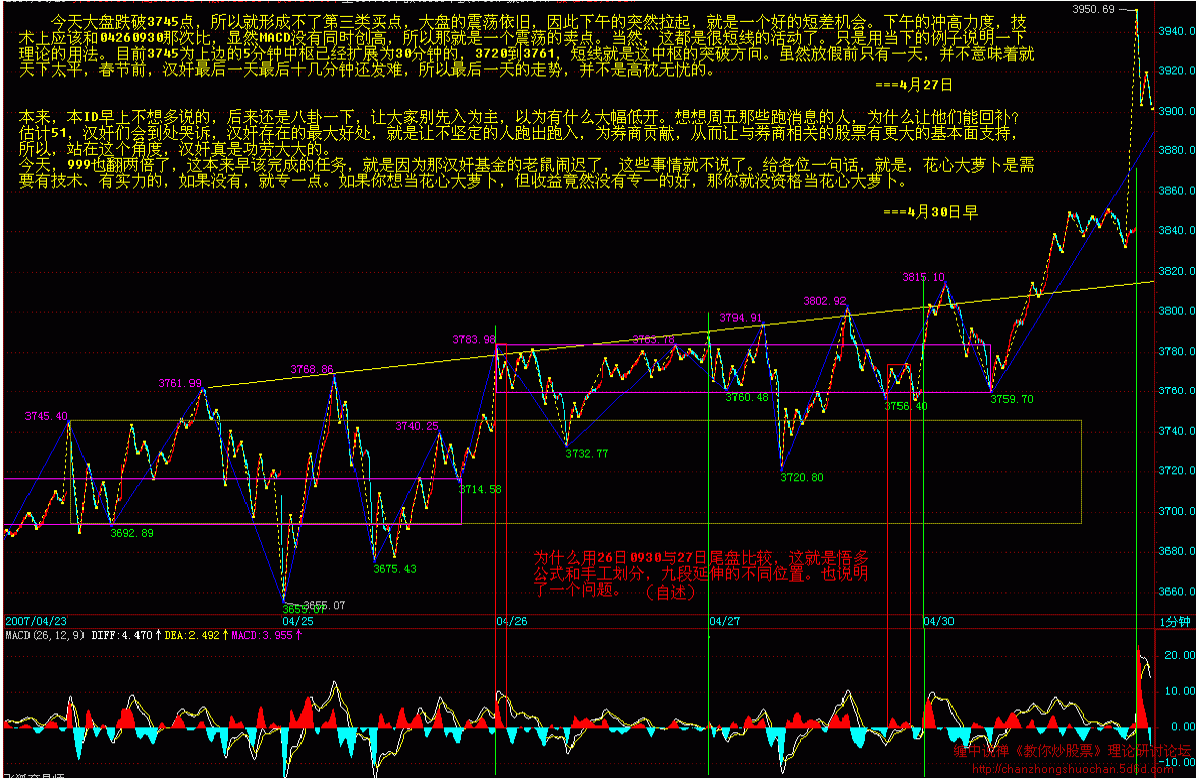 今天大盘跌破3745点，所以就形成不了第三类买点，大盘的震荡依旧，因此下午的突然拉起，就是一个好的短差机会。下午的冲高力度，技
术上应该和04260930那次比，显然MACD没有同时创高，所以那就是一个震荡的卖点。当然，这都是很短线的活动了。只是用当下的例子说明一下
理论的用法。目前3745为上边的5分钟中枢已经扩展为30分钟的，3720到3761，短线就是这中枢的突破方向。虽然放假前只有一天，并不意味着就
天下太平，春节前，汉奸最后一天最后十几分钟还发难，所以最后一天的走势，并不是高枕无忧的。
===4月27日
本来，本ID早上不想多说的，后来还是八卦一下，让大家别先入为主，以为有什么大幅低开。想想周五那些跑消息的人，为什么让他们能回补？
估计51，汉奸们会到处哭诉，汉奸存在的最大好处，就是让不坚定的人跑出跑入，为券商贡献，从而让与券商相关的股票有更大的基本面支持，
所以，站在这个角度，汉奸真是功劳大大的。
今天，999也翻两倍了，这本来早该完成的任务，就是因为那汉奸基金的老鼠闹迟了，这些事情就不说了。给各位一句话，就是，花心大萝卜是需
要有技术、有实力的，如果没有，就专一点。如果你想当花心大萝卜，但收益竟然没有专一的好，那你就没资格当花心大萝卜。
===4月30日早
3950.69
3940.0
3920.0
3900.0
3880.0
3860.0
3840.0
3820.0
3800.0
3780.0
3760.0
3740.0
3720.0
3700.0
3680.0
3660.0
3815.10
3802.92
3794.91
3783.98
3783.78
3768.86
3761.99
3745.40
3740.25
3760.48
3756.40
3759.70
3732.77
3720.80
3714.58
3692.89
3675.43
3655.07
3655.07
为什么用26日0930与27日尾盘比较，这就是悟多
公式和手工划分，九段延伸的不同位置。也说明
了一个问题。 （自述）
2007/04/23
04/25
04/26
04/27
04/30
1分钟
MACD(26,12,9) DIFF:4.470↑DEA:2.492↑MACD:3.955↑
20.00
10.00
0.00
-10.00
缠中说禅《教你炒股票》理论研讨论坛
http://chanzhongshuochan.5dbd.com